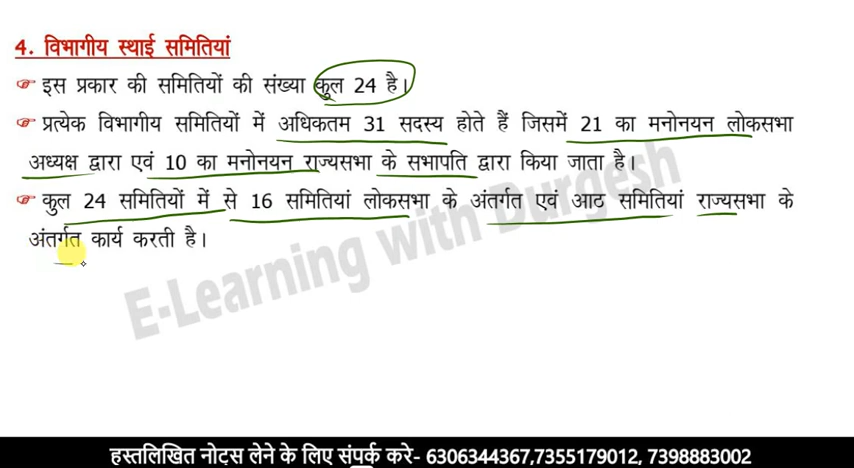 4. विभागीय स्थाई समितियां
☞ इस प्रकार की समितियों की संख्या कुल 24 है।
☞ प्रत्येक विभागीय समितियों में अधिकतम 31 सदस्य होते हैं जिसमें 21 का मनोनयन लोकसभा
अध्यक्ष द्वारा एवं 10 का मनोनयन राज्यसभा के सभापति द्वारा किया जाता है।
☞ कुल 24 समितियों में से 16 समितियां लोकसभा के अंतर्गत एवं आठ समितियां राज्यसभा के
अंतर्गत कार्य करती है।
E-Learning with Durgesh
हस्तलिखित नोट्स लेने के लिए संपर्क करे- 6306344367,7355179012, 7398883002